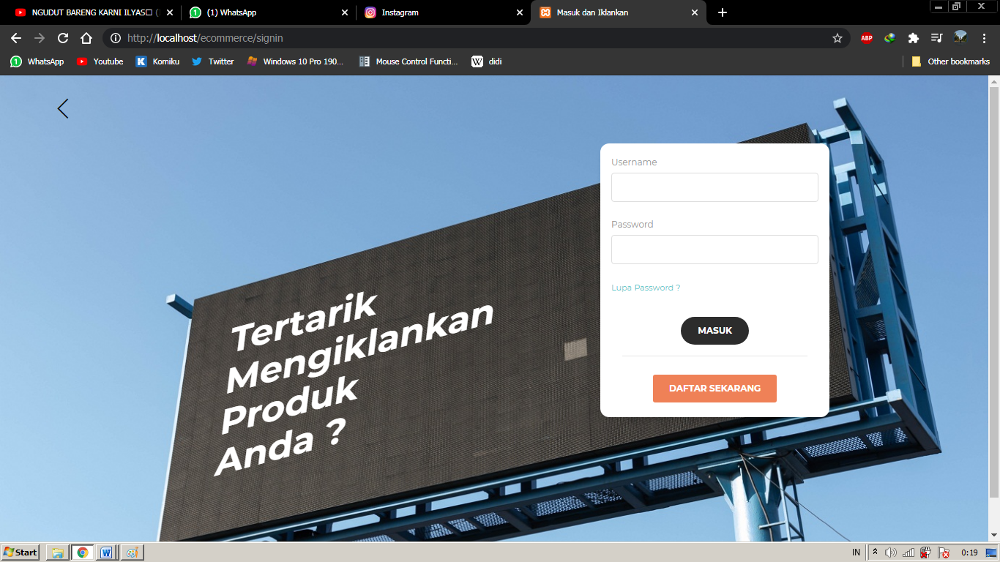 NGUDUT BARENG KARNI ILYAS
(1) WhatsApp
Instagram
Masuk dan Iklankan
http://localhost/ecommerce/signin
ABP
WhatsApp
Youtube
Komiku
Twitter
Windows 10 Pro 190...
Mouse Control Functi...
didi
Other bookmarks
Tertarik
Mengiklankan
Produk
Anda ?
Username
Password
Lupa Password ?
MASUK
DAFTAR SEKARANG
Start
IN
0:19